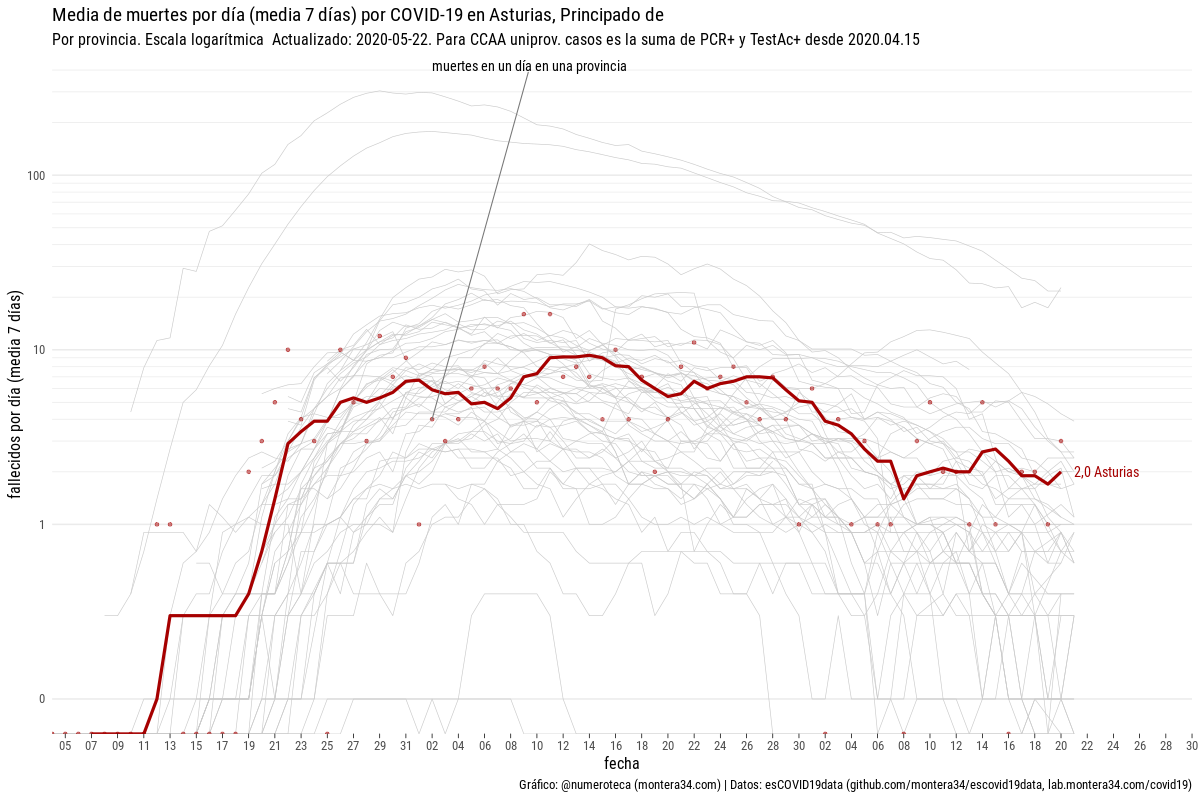 Media de muertes por día (media 7 días) por COVID-19 en Asturias, Principado de
Por provincia. Escala logarítmica  Actualizado: 2020-05-22. Para CCAA uniprov. casos es la suma de PCR+ y TestAc+ desde 2020.04.15
muertes en un día en una provincia
fallecidos por día (media  7 días)
100
10
1
0
2,0 Asturias
05 07 09 11 13 15 17 19 21 23 25 27 29 31 02 04 06 08 10 12 14 16 18 20 22 24 26 28 30 02 04 06 08 10 12 14 16 18 20 22 24 26 28 30
fecha
Gráfico: @numeroteca (montera34.com) | Datos: esCOVID19data (github.com/montera34/escovid19data, lab.montera34.com/covid19)